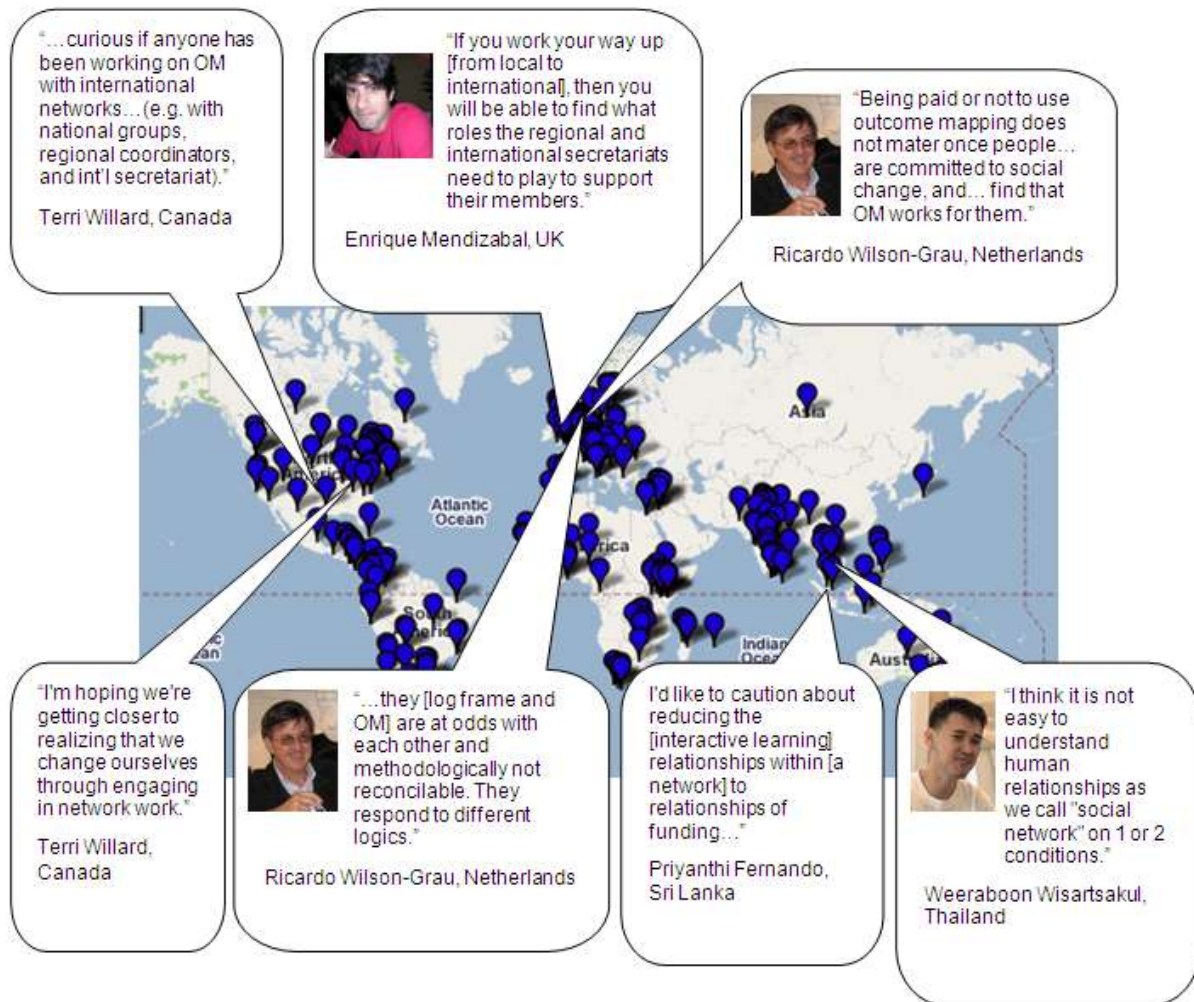 “…curious if anyone has
been working on OM
with international
networks…(e.g. with
national groups,
regional coordinators,
and int’l secretariat).”
Terri Willard, Canada
“If you work your way up
[from local to
international], then you
will be able to find what
roles the regional and
international secretariats
need to play to support
their members.”
Enrique Mendizabal, UK
“Being paid or not to use
outcome mapping does
not mater once people…
are committed to social
change, and… find that
OM works for them.”
Ricardo Wilson-Grau, Netherlands
Asia
Atlantic
Ocean
“I'm hoping we’re
getting closer to
realizing that we
change ourselves
through engaging
in network work.”
Terri Willard,
Canada
“…they [log frame and
OM] are at odds with
each other and
methodologically not
reconcilable. They
respond to different
logics.”
Ricardo Wilson-Grau, Netherlands
I’d like to caution about
reducing the
[interactive learning]
relationships within [a
network] to
relationships of
funding…”
Priyanthi Fernando,
Sri Lanka
“I think it is not
easy to
understand
human
relationships as
we call "social
network" on 1 or 2
conditions.”
Weeraboon Wisartsakul,
Thailand